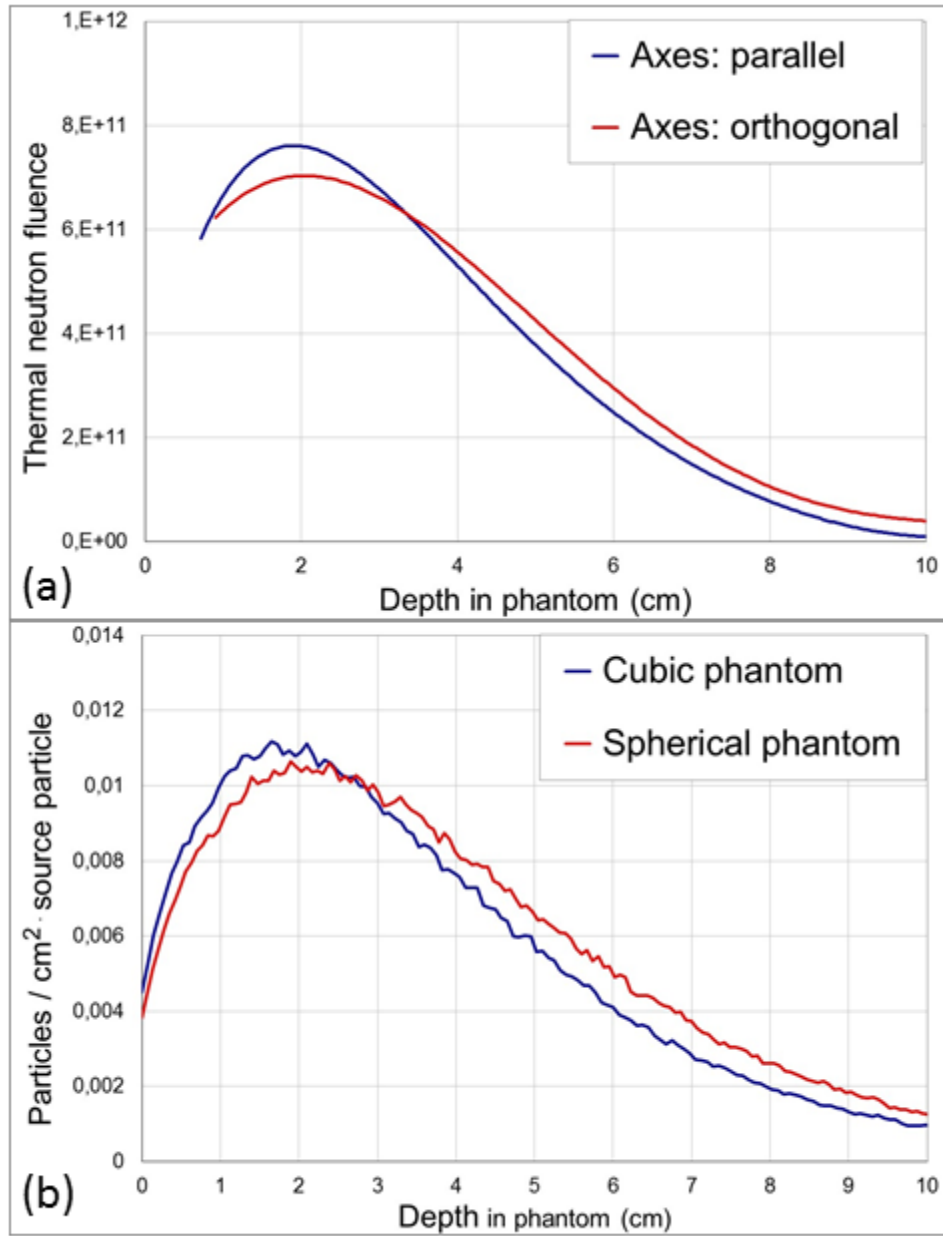 1,E+12
8,E+11
6,E+11
4,E+11
2,E+11
0,E+00
Thermal neutron fluence
Axes: parallel
Axes: orthogonal
0 2 4 6 8 10
Depth in phantom (cm)
(a)
0,014
0,012
0,01
0,008
0,006
0,004
0,002
0
Particles / cm² · source particle
Cubic phantom
Spherical phantom
0 1 2 3 4 5 6 7 8 9 10
Depth in phantom (cm)
(b)